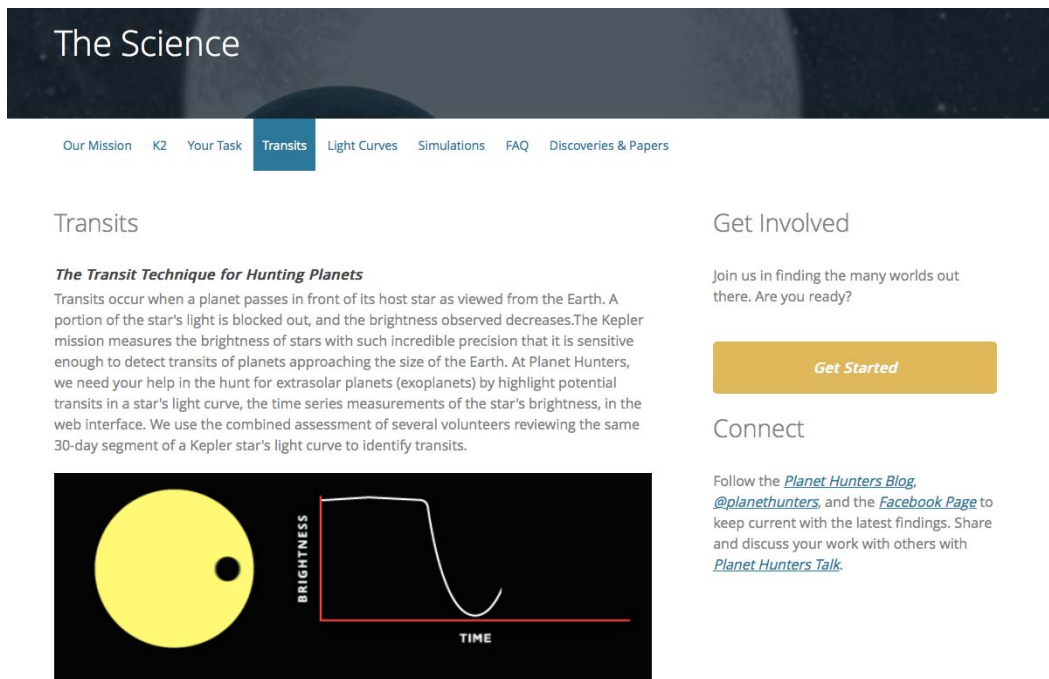 The Science
Our Mission K2 Your Task Transits Light Curves Simulations FAQ Discoveries & Papers
Transits
The Transit Technique for Hunting Planets
Transits occur when a planet passes in front of its host star as viewed from the Earth. A
portion of the star's light is blocked out, and the brightness observed decreases.The Kepler
mission measures the brightness of stars with such incredible precision that it is sensitive
enough to detect transits of planets approaching the size of the Earth. At Planet Hunters,
we need your help in the hunt for extrasolar planets (exoplanets) by highlight potential
transits in a star's light curve, the time series measurements of the star's brightness, in the
web interface. We use the combined assessment of several volunteers reviewing the same
30-day segment of a Kepler star's light curve to identify transits.
BRIGHTNESS
TIME
Get Involved
Join us in finding the many worlds out
there. Are you ready?
Get Started
Connect
Follow the Planet Hunters Blog,
@planethunters, and the Facebook Page to
keep current with the latest findings. Share
and discuss your work with others with
Planet Hunters Talk.